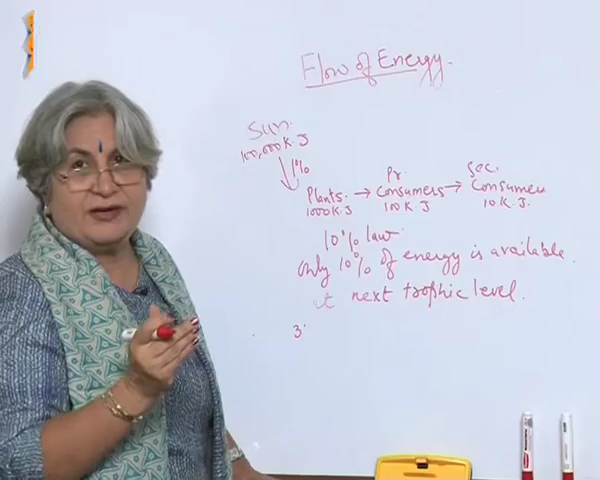 Flow of Energy.
Sun.
100,000 K.J
1%
Pr. Sec.
Plants. → Consumers → Consumers
1000 K.J 100 K.J 10 K.J.
10% law
only 10% of energy is available.
at next trophic level.
3.